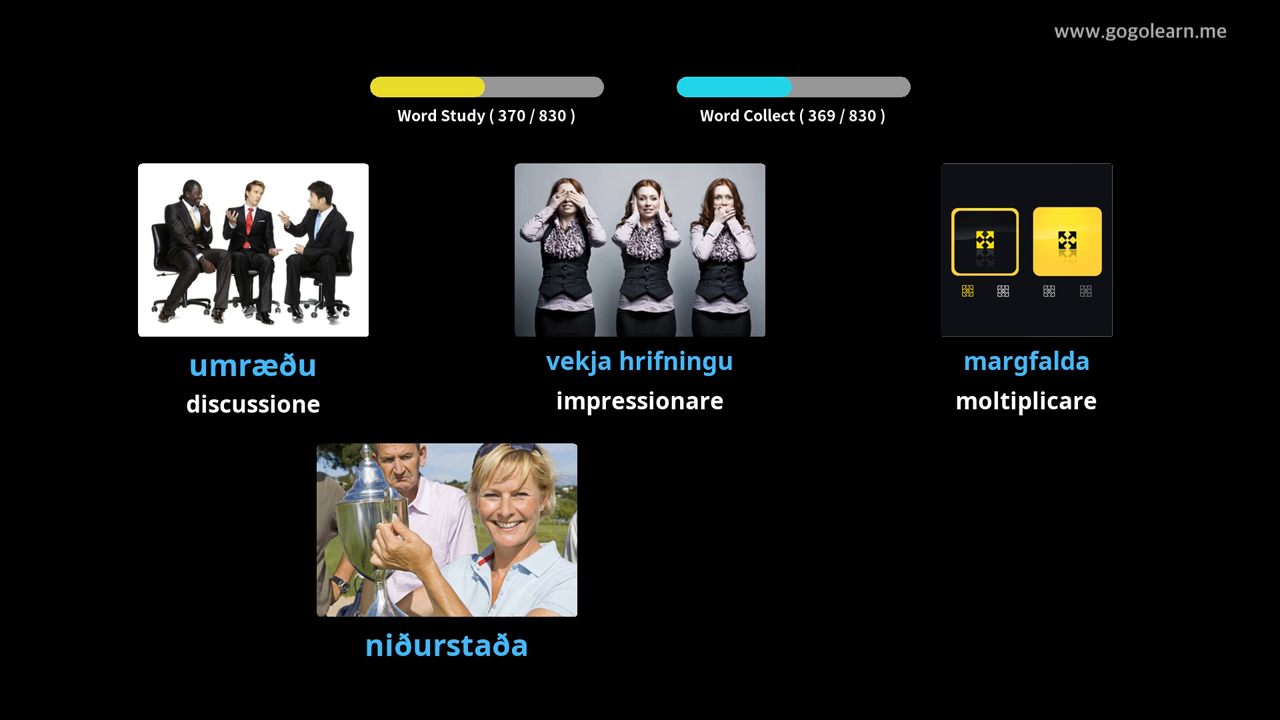 www.gogolearn.me
Word Study ( 370 / 830 )
Word Collect ( 369 / 830 )
umræðu
discussione
vekja hrifningu
impressionare
margfalda
moltiplicare
niðurstaða